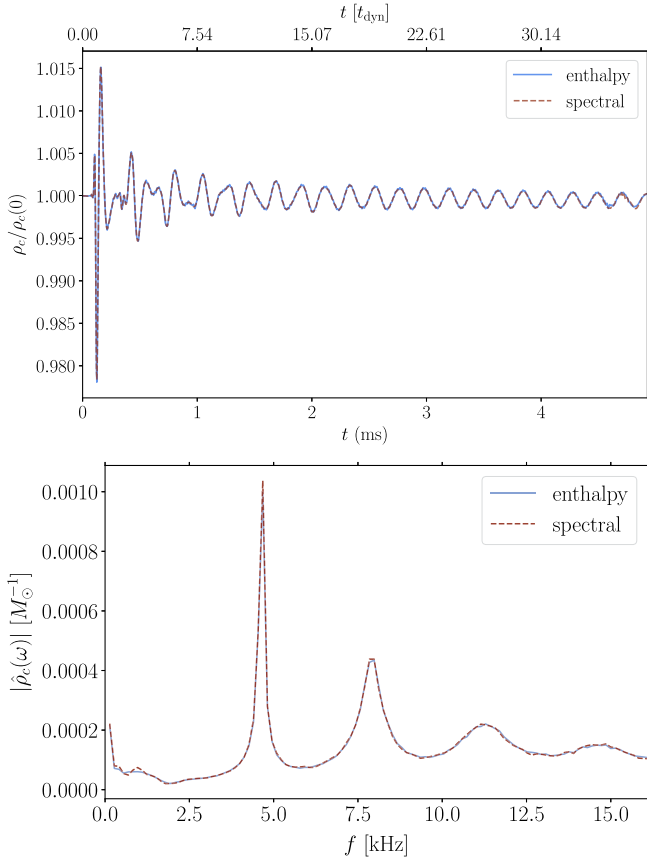 t [t_dyn]
0.00 7.54 15.07 22.61 30.14
1.015
1.010
1.005
1.000
0.995
0.990
0.985
0.980
ρ_c/ρ_c(0)
enthalpy
spectral
0 1 2 3 4
t (ms)
0.0010
0.0008
0.0006
0.0004
0.0002
0.0000
|ρ̂_c(ω)| [M_⊙^{-1}]
enthalpy
spectral
0.0 2.5 5.0 7.5 10.0 12.5 15.0
f [kHz]